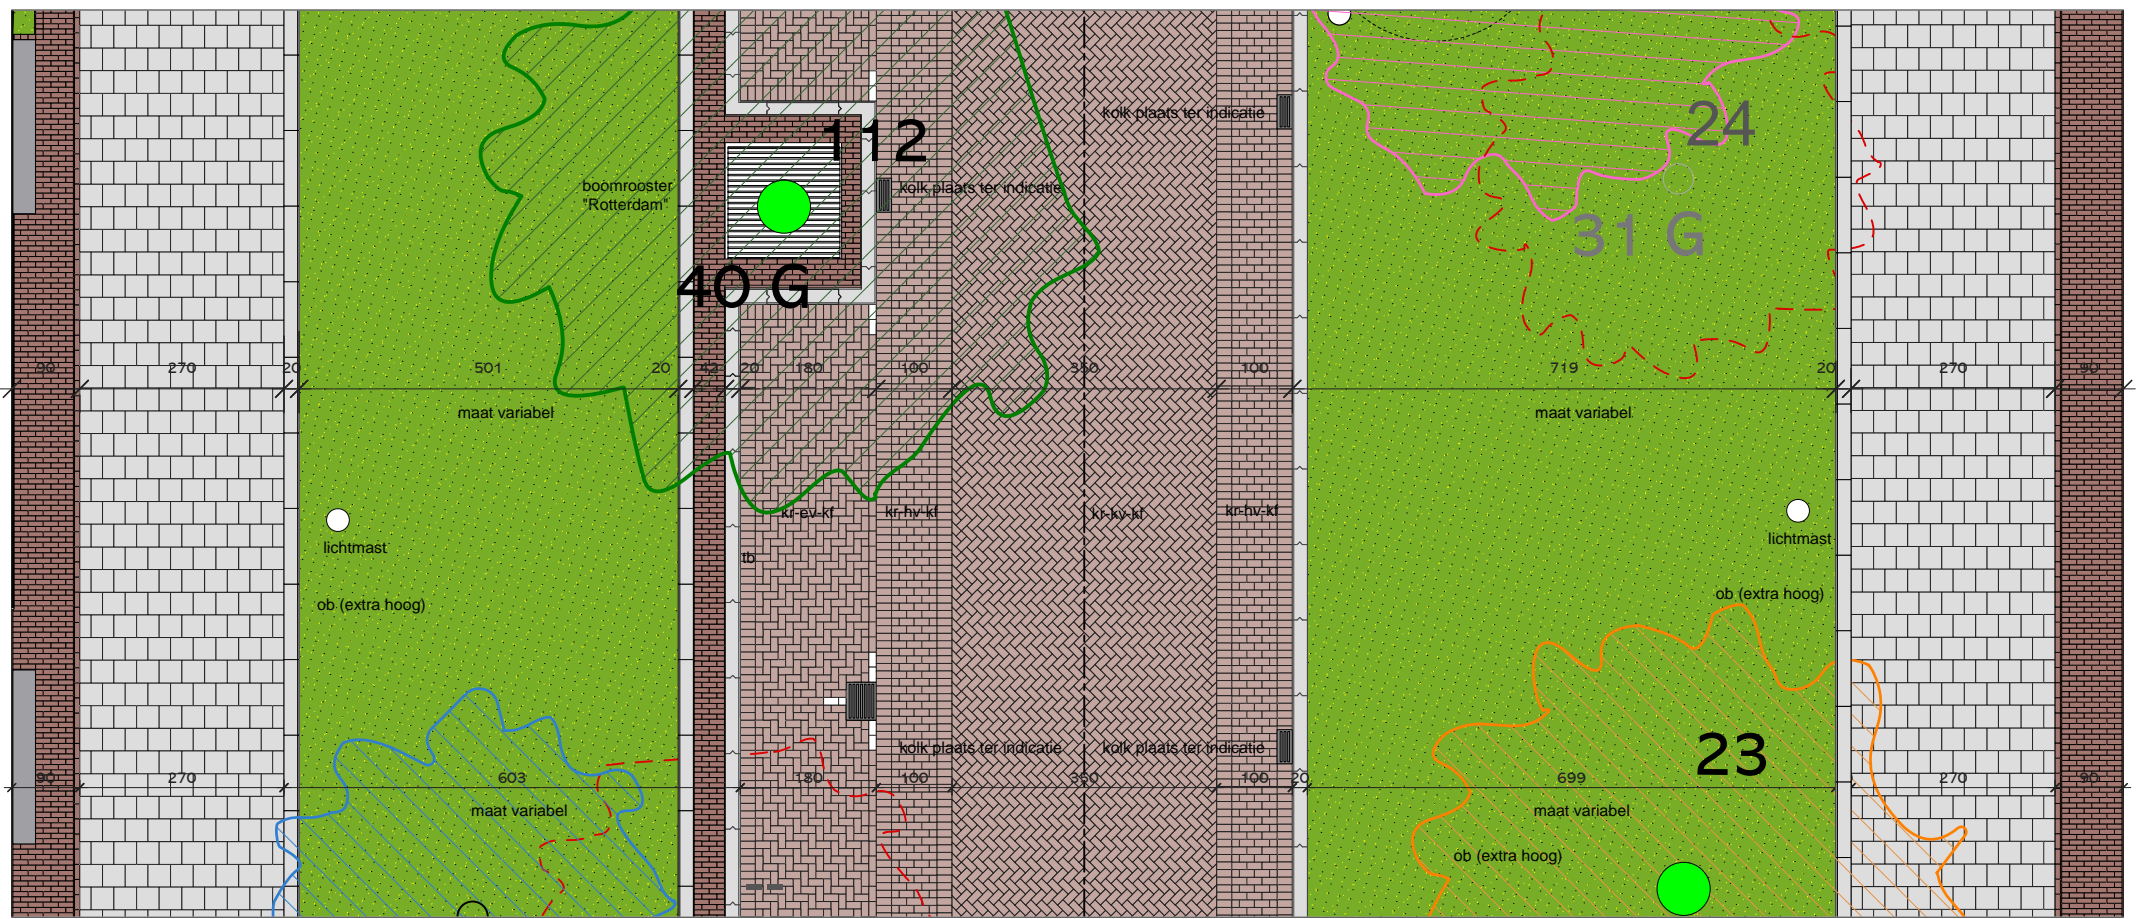 kolk plaats ter indicatie
24
112
boomrooster
"Rotterdam"
kolk plaats ter indicatie
31 G
40 G
90 270 20 501 20 42 20 180 100 350 100 719 20 270 90
maat variabel
maat variabel
kr-ev-kf
kr-hv-kf
kr-kv-kf
kr-hv-kf
lichtmast
lichtmast
tb
ob (extra hoog)
ob (extra hoog)
23
kolk plaats ter indicatie
kolk plaats ter indicatie
90 270 603 180 100 350 100 20 699 270 90
maat variabel
maat variabel
ob (extra hoog)